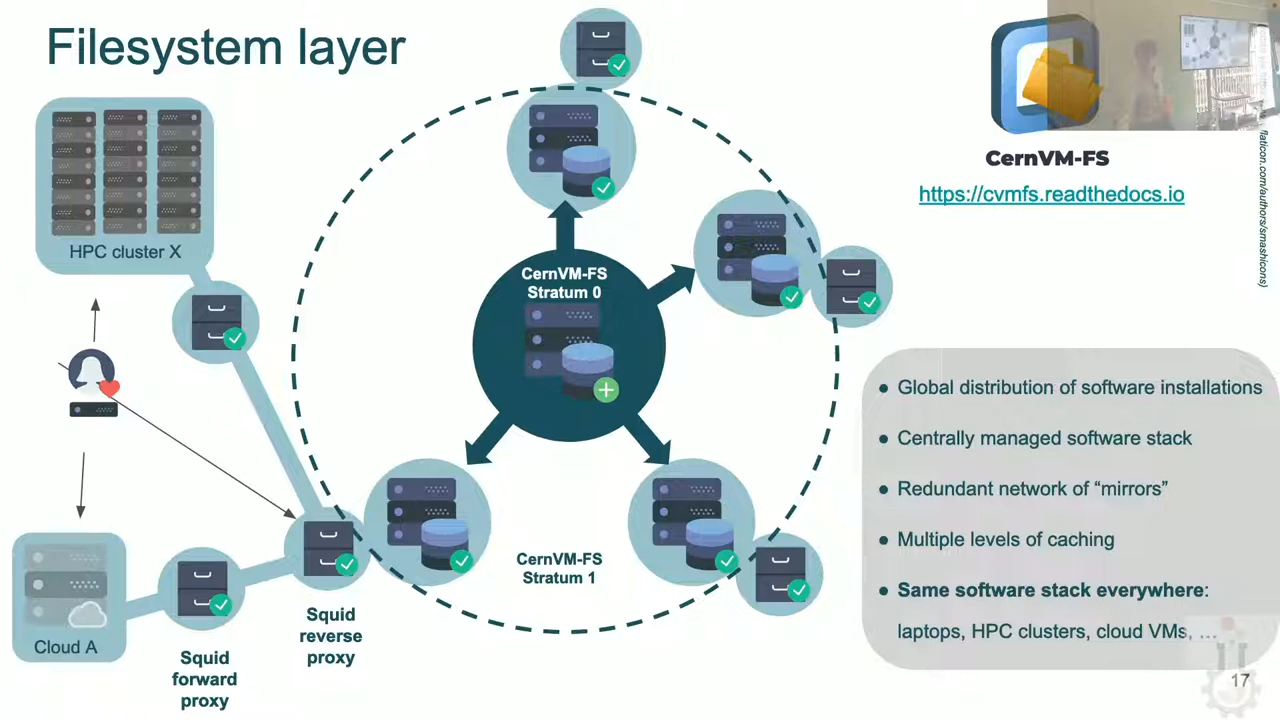 Filesystem layer
HPC cluster X
CernVM-FS
Stratum 0
CernVM-FS
https://cvmfs.readthedocs.io
flaticon.com/authors/smashicons)
● Global distribution of software installations
● Centrally managed software stack
● Redundant network of “mirrors”
● Multiple levels of caching
● Same software stack everywhere:
laptops, HPC clusters, cloud VMs, …
CernVM-FS
Stratum 1
Cloud A
Squid
forward
proxy
Squid
reverse
proxy
17